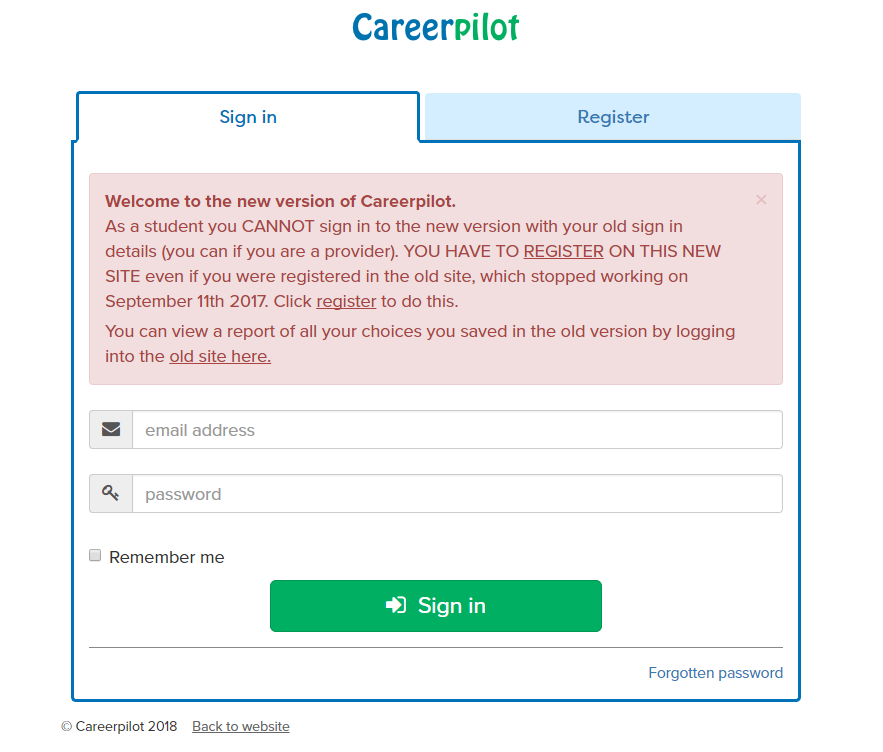 Careerpilot
Sign in
Register
Welcome to the new version of Careerpilot.
×
As a student you CANNOT sign in to the new version with your old sign in
details (you can if you are a provider). YOU HAVE TO REGISTER ON THIS NEW
SITE even if you were registered in the old site, which stopped working on
September 11th 2017. Click register to do this.
You can view a report of all your choices you saved in the old version by logging
into the old site here.
email address
password
Remember me
Sign in
Forgotten password
© Careerpilot 2018 Back to website